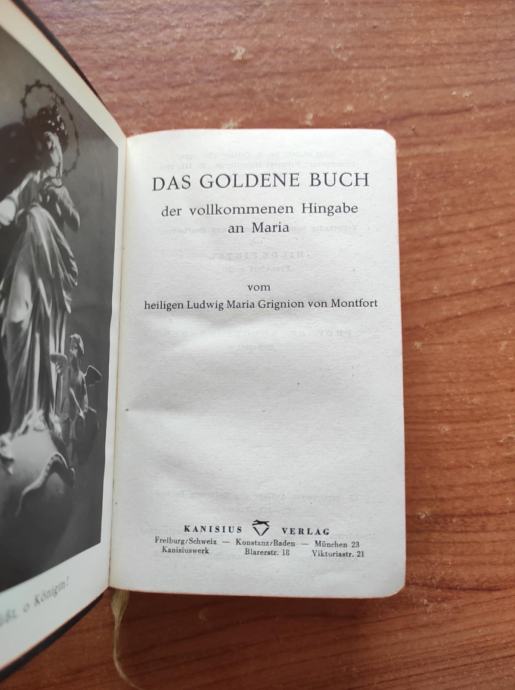 DAS GOLDENE BUCH
der vollkommenen Hingabe
an Maria
vom
heiligen Ludwig Maria Grignion von Montfort
KANISIUS VERLAG
Freiburg/Schweiz — Konstanz/Baden — München 23
Kanisiuswerk Blarerstr. 18 Viktoriastr. 21
o Königin!